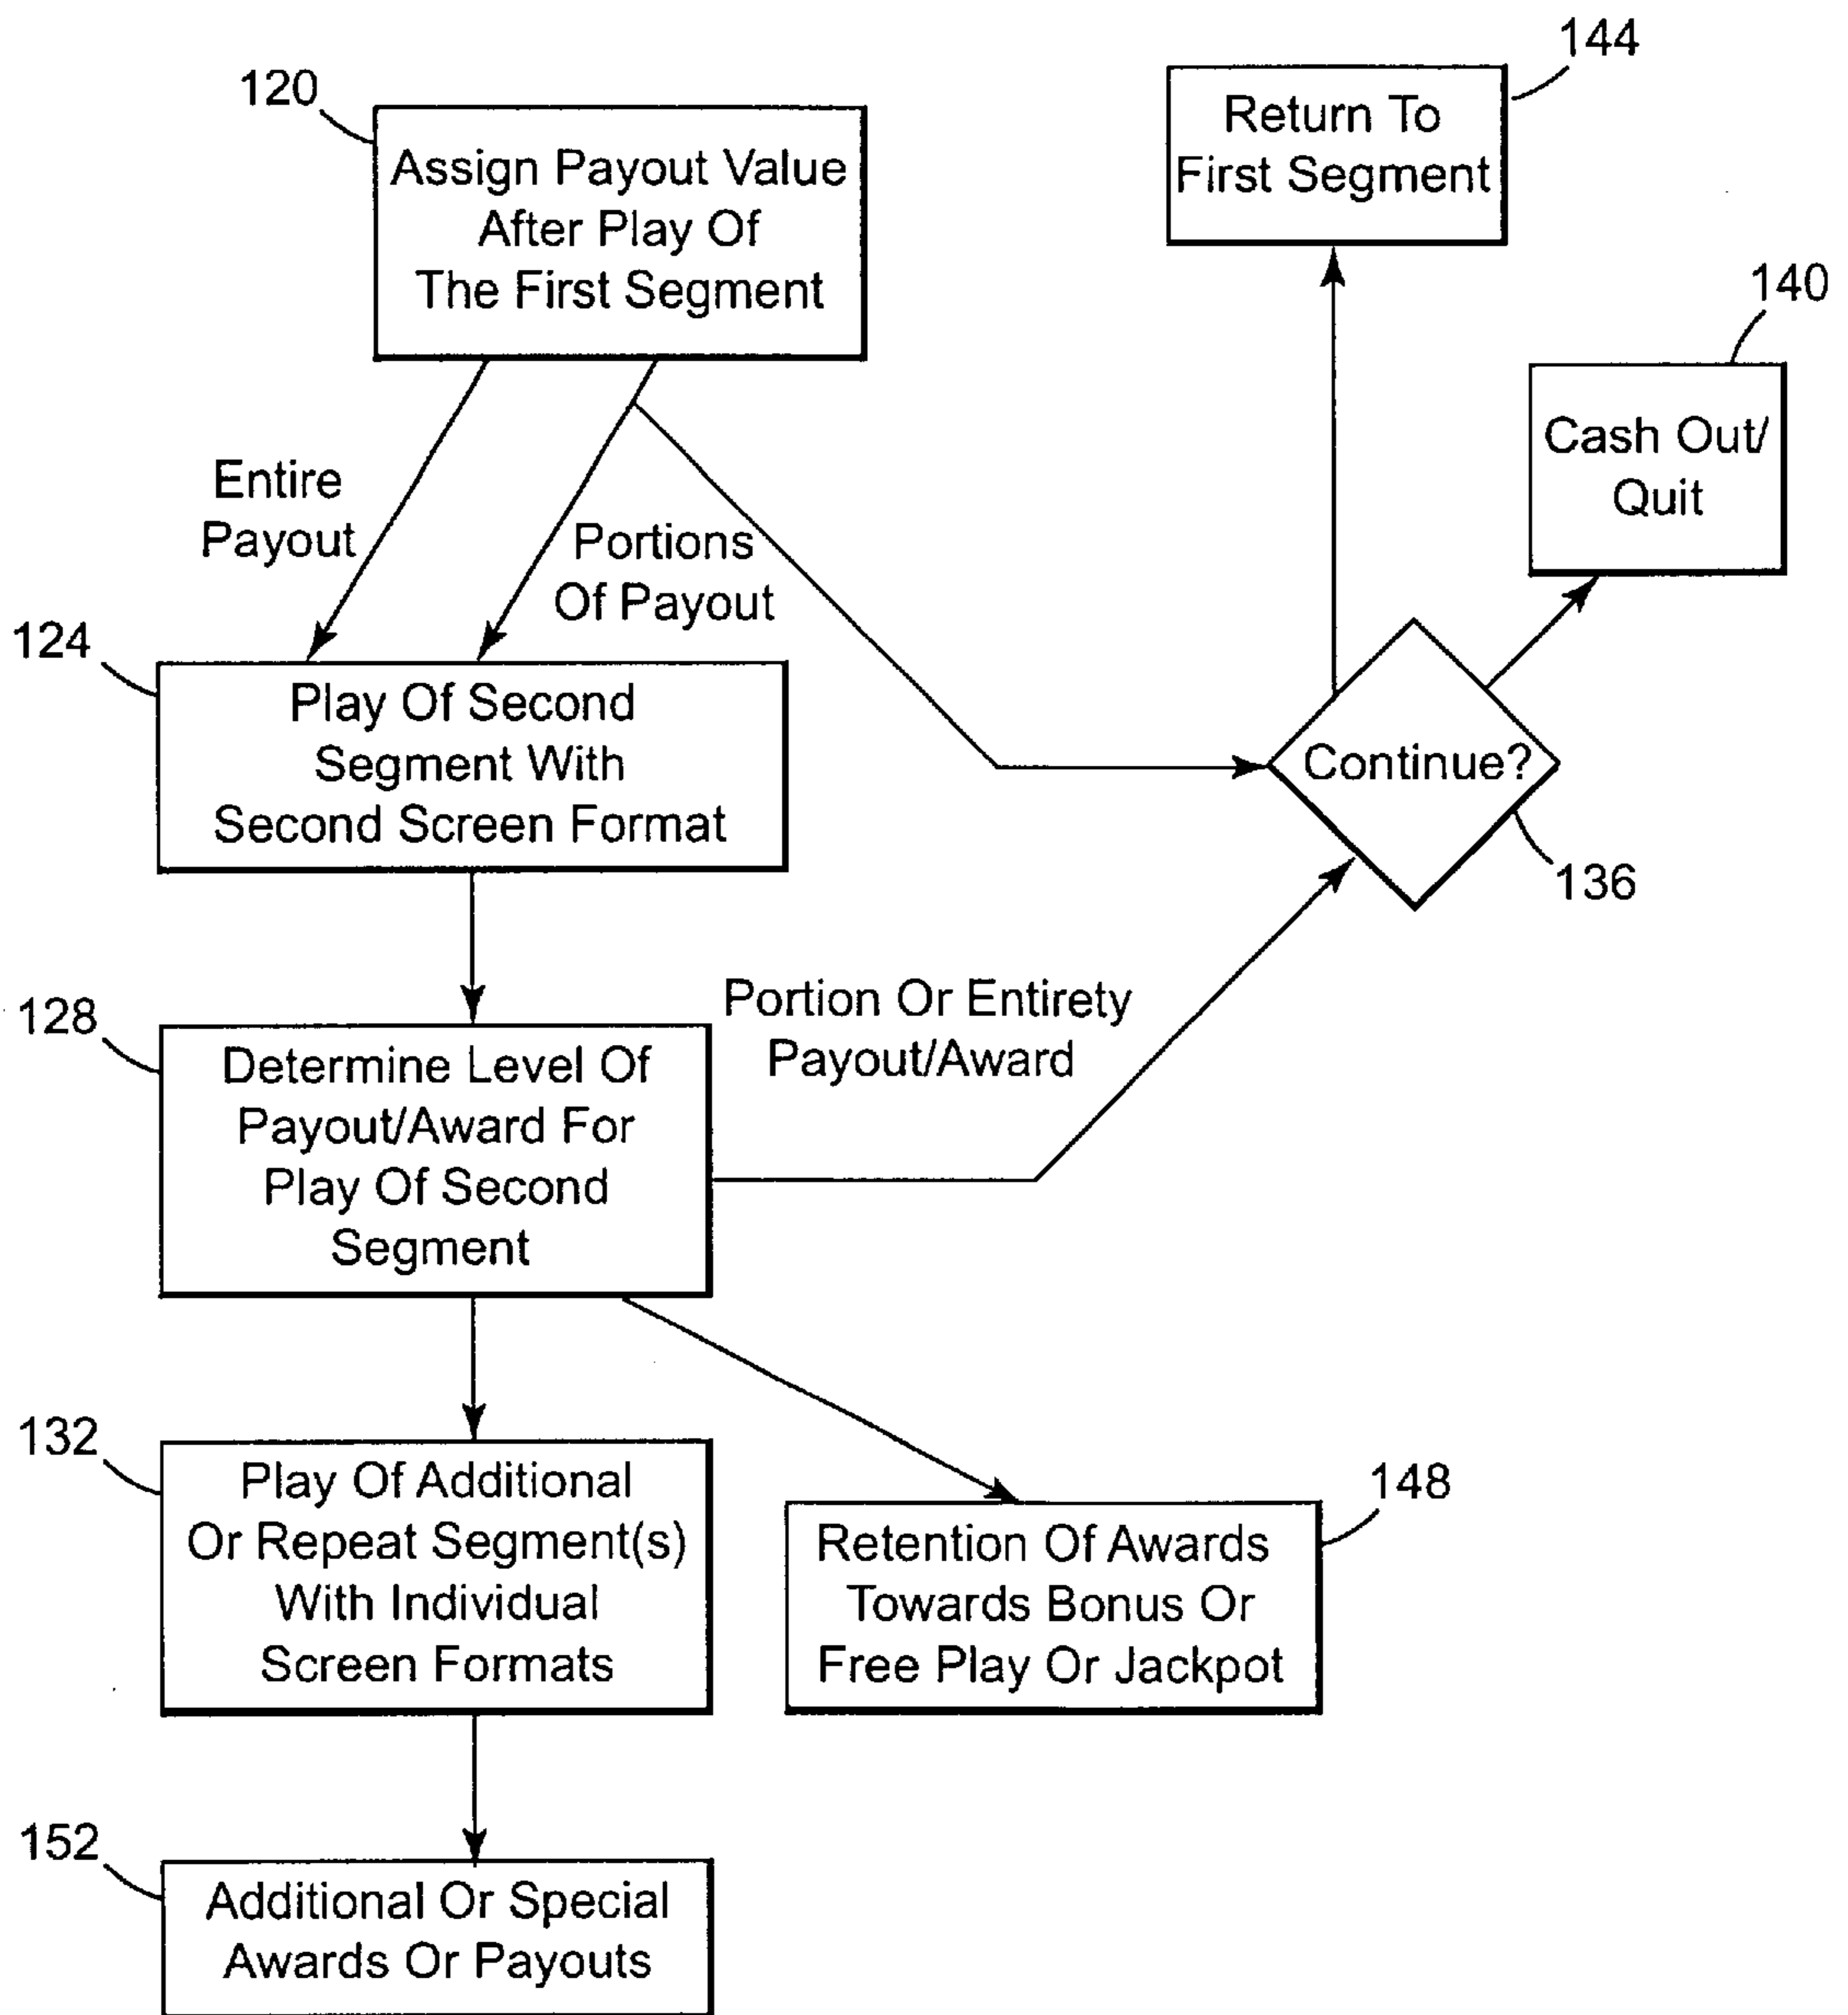 120
Assign Payout Value
After Play Of
The First Segment
144
Return To
First Segment
140
Cash Out/
Quit
Entire
Payout
Portions
Of Payout
124
Play Of Second
Segment With
Second Screen Format
Continue?
136
128
Determine Level Of
Payout/Award For
Play Of Second
Segment
Portion Or Entirety
Payout/Award
132
Play Of Additional
Or Repeat Segment(s)
With Individual
Screen Formats
148
Retention Of Awards
Towards Bonus Or
Free Play Or Jackpot
152
Additional Or Special
Awards Or Payouts